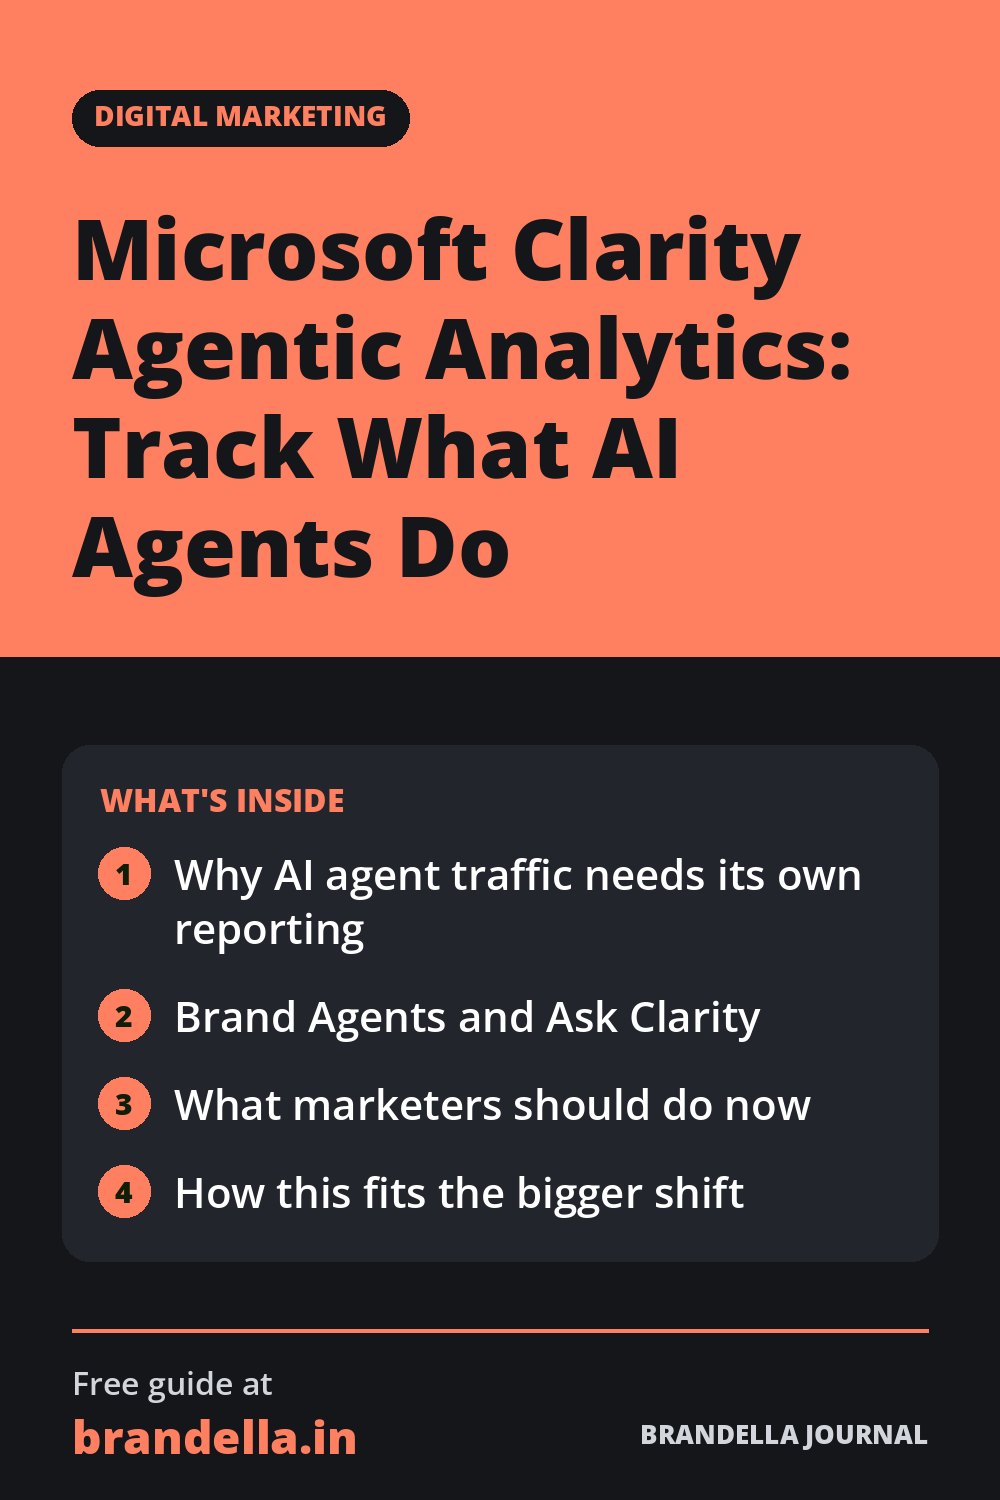 DIGITAL MARKETING
Microsoft Clarity
Agentic Analytics:
Track What AI
Agents Do
WHAT'S INSIDE
1 Why AI agent traffic needs its own
reporting
2 Brand Agents and Ask Clarity
3 What marketers should do now
4 How this fits the bigger shift
Free guide at
brandella.in
BRANDELLA JOURNAL